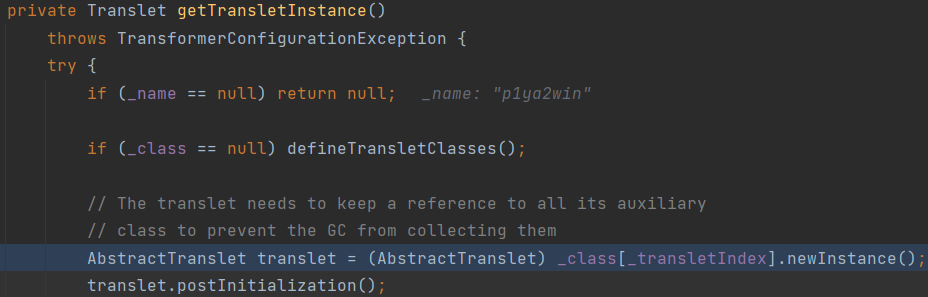 private Translet getTransletInstance()
throws TransformerConfigurationException {
try {
if (_name == null) return null; _name: "p1ya2win"
if (_class == null) defineTransletClasses();
// The translet needs to keep a reference to all its auxiliary
// class to prevent the GC from collecting them
AbstractTranslet translet = (AbstractTranslet) _class[_transletIndex].newInstance();
translet.postInitialization();